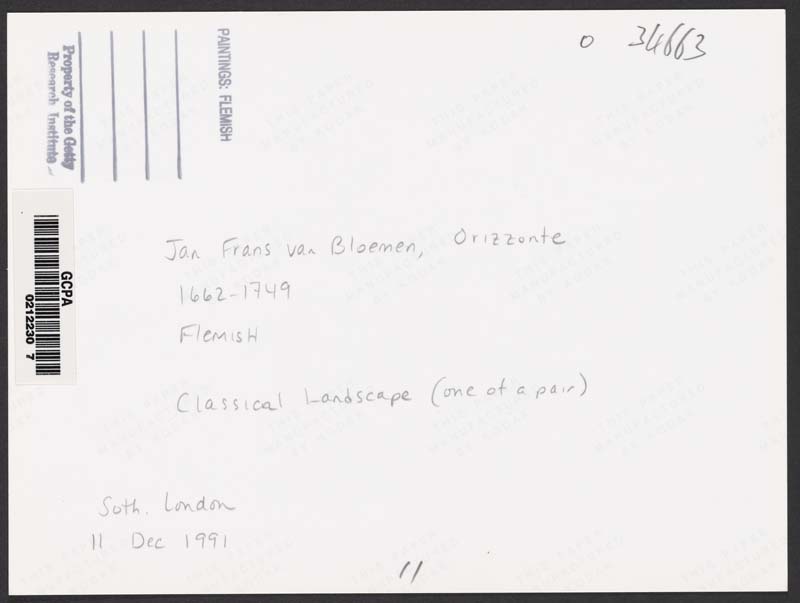 O 34663
PAINTINGS: FLEMISH
Property of the Getty
Research Institute
GCPA
0212230 7
Jan Frans van Bloemen, Orizzonte
1662-1749
Flemish
Classical Landscape (one of a pair)
Soth. London
11 Dec 1991
11
THIS PAPER
MANUFACTURED
BY KODAK